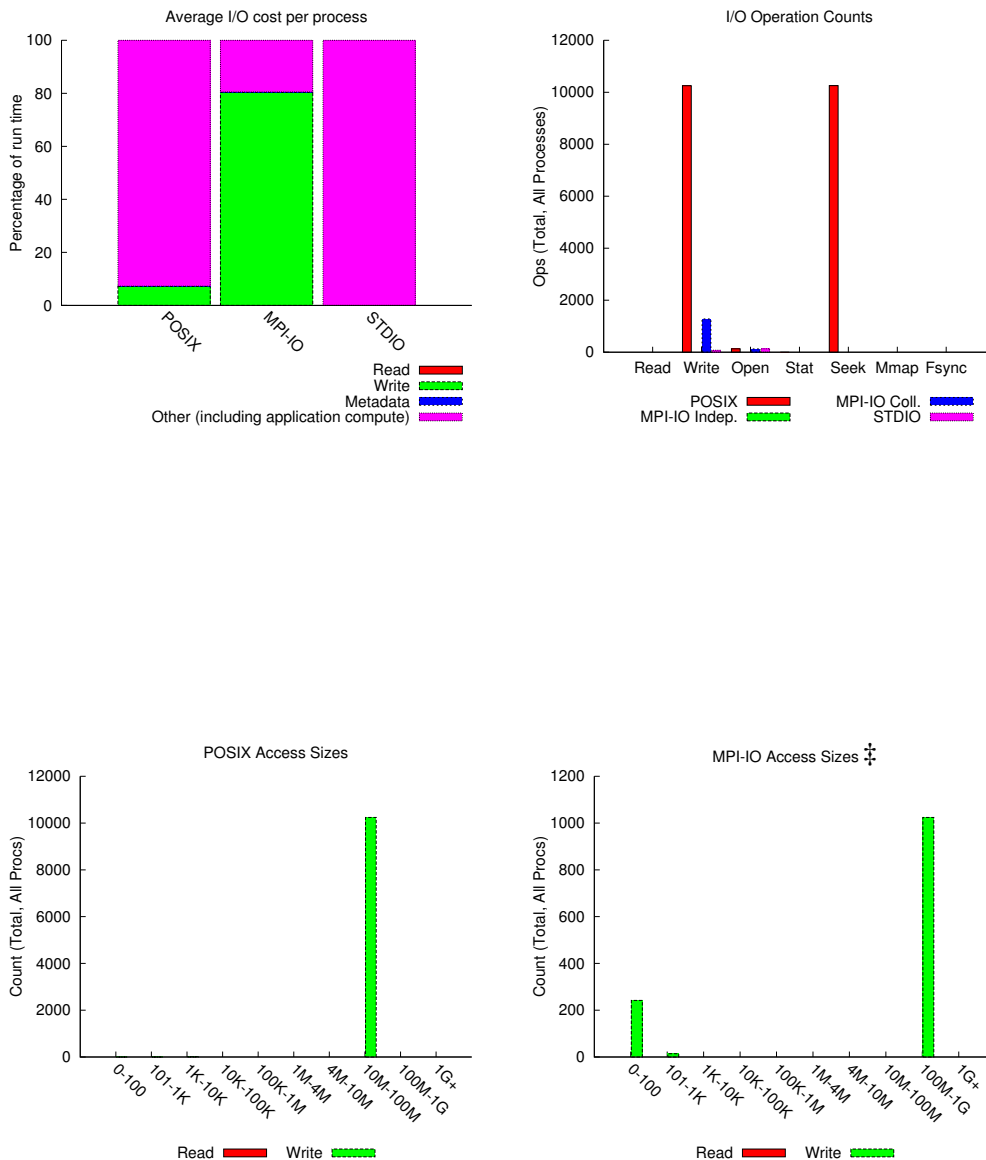 Average I/O cost per process
100
80
60
40
20
0
Percentage of run time
POSIX
MPI-IO
STDIO
Read
Write
Metadata
Other (including application compute)
I/O Operation Counts
12000
10000
8000
6000
4000
2000
0
Ops (Total, All Processes)
Read Write Open Stat Seek Mmap Fsync
POSIX
MPI-IO Indep.
MPI-IO Coll.
STDIO
POSIX Access Sizes
12000
10000
8000
6000
4000
2000
0
Count (Total, All Procs)
0-100
101-1K
1K-10K
10K-100K
100K-1M
1M-4M
4M-10M
10M-100M
100M-1G
1G+
Read Write
MPI-IO Access Sizes ‡
1200
1000
800
600
400
200
0
Count (Total, All Procs)
0-100
101-1K
1K-10K
10K-100K
100K-1M
1M-4M
4M-10M
10M-100M
100M-1G
1G+
Read Write